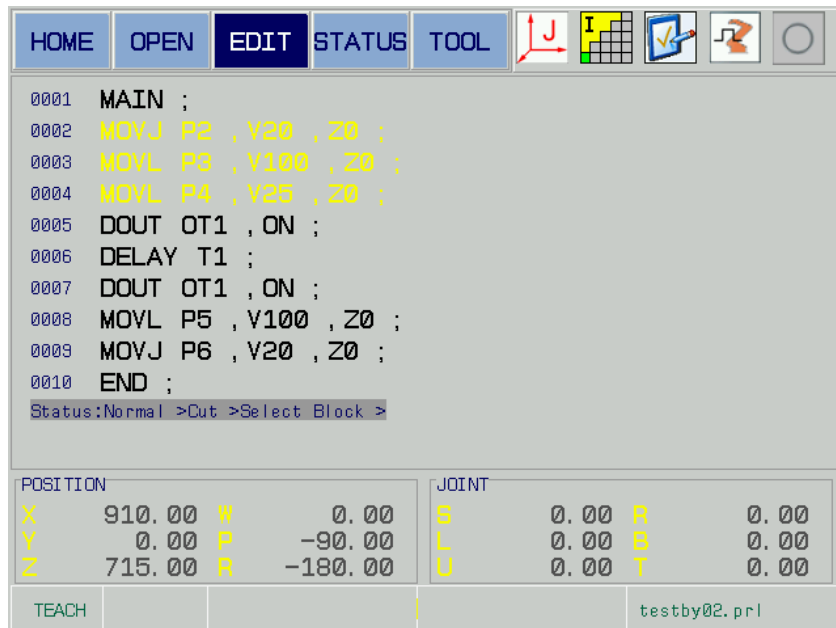 HOME OPEN EDIT STATUS TOOL J I
0001 MAIN ;
0002 MOVJ P2 , V20 , Z0 ;
0003 MOVL P3 , V100 , Z0 ;
0004 MOVL P4 , V25 , Z0 ;
0005 DOUT OT1 , ON ;
0006 DELAY T1 ;
0007 DOUT OT1 , ON ;
0008 MOVL P5 , V100 , Z0 ;
0009 MOVJ P6 , V20 , Z0 ;
0010 END ;
Status:Normal >Cut >Select Block >
POSITION JOINT
X 910.00 W 0.00 S 0.00 R 0.00
Y 0.00 P -90.00 L 0.00 B 0.00
Z 715.00 R -180.00 U 0.00 T 0.00
TEACH testby02.prl